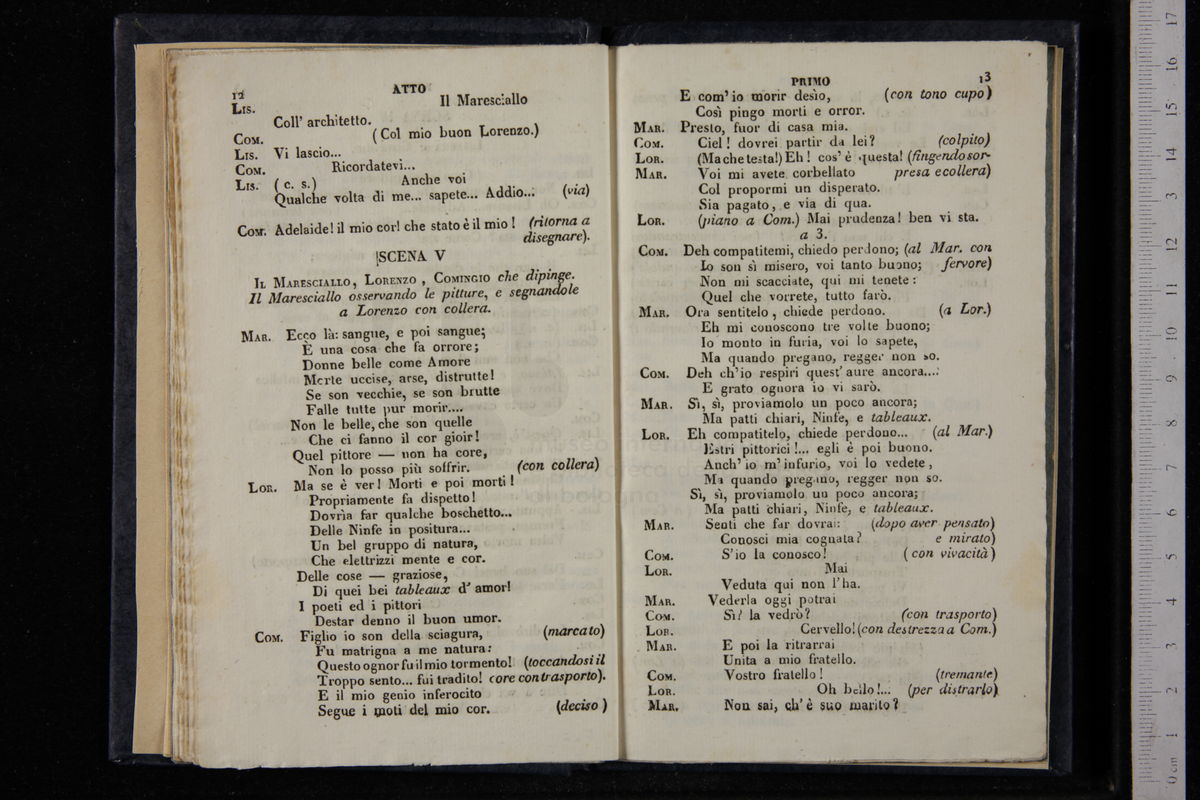 12
ATTO
Lis. Il Maresciallo
Coll' architetto.
Com. (Col mio buon Lorenzo.)
Lis. Vi lascio...
Com. Ricordatevi...
Lis. (c. s.) Anche voi
Qualche volta di me... sapete... Addio... (via)
Com. Adelaide! il mio cor! che stato è il mio! (ritorna a
disegnare).
SCENA V
Il Maresciallo, Lorenzo, Comingio che dipinge.
Il Maresciallo osservando le pitture, e segnandole
a Lorenzo con collera.
Mar. Ecco là: sangue, e poi sangue;
È una cosa che fa orrore;
Donne belle come Amore
Morte uccise, arse, distrutte!
Se son vecchie, se son brutte
Falle tutte pur morir....
Non le belle, che son quelle
Che ci fanno il cor gioir!
Quel pittore — non ha core,
Non lo posso più soffrir. (con collera)
Lor. Ma se è ver! Morti e poi morti!
Propriamente fa dispetto!
Dovrìa far qualche boschetto...
Delle Ninfe in positura...
Un bel gruppo di natura,
Che elettrizzi mente e cor.
Delle cose — graziose,
Di quei bei tableaux d' amor!
I poeti ed i pittori
Destar denno il buon umor.
Com. Figlio io son della sciagura, (marcato)
Fu matrigna a me natura:
Questo ognor fu il mio tormento! (toccandosi il
Troppo sento... fui tradito! core con trasporto).
E il mio genio inferocito
Segue i moti del mio cor. (deciso)
PRIMO
13
E com' io morir desìo, (con tono cupo)
Così pingo morti e orror.
Mar. Presto, fuor di casa mia.
Com. Ciel! dovrei partir da lei? (colpito)
Lor. (Ma che testa!) Eh! cos' è questa! (fingendo sor-
Mar. Voi mi avete corbellato presa e collera)
Col propormi un disperato.
Sia pagato, e via di qua.
Lor. (piano a Com.) Mai prudenza! ben vi sta.
a 3.
Com. Deh compatitemi, chiedo perdono; (al Mar. con
Io son sì misero, voi tanto buono; fervore)
Non mi scacciate, qui mi tenete:
Quel che vorrete, tutto farò.
Mar. Ora sentitelo, chiede perdono. (a Lor.)
Eh mi conoscono tre volte buono;
Io monto in furia, voi lo sapete,
Ma quando pregano, regger non so.
Com. Deh ch'io respiri quest' aure ancora....
E grato ognora io vi sarò.
Mar. Sì, sì, proviamolo un poco ancora;
Ma patti chiari, Ninfe, e tableaux.
Lor. Eh compatitelo, chiede perdono... (al Mar.)
Estri pittorici!... egli è poi buono.
Anch' io m' infurio, voi lo vedete,
Ma quando pregano, regger non so.
Sì, sì, proviamolo un poco ancora;
Ma patti chiari, Ninfe, e tableaux.
Mar. Senti che far dovrai: (dopo aver pensato)
Conosci mia cognata? e mirato)
Com. S'io la conosco! (con vivacità)
Lor. Mai
Veduta qui non l'ha.
Mar. Vederla oggi potrai
Com. Sì? la vedrò? (con trasporto)
Lor. Cervello! (con destrezza a Com.)
Mar. E poi la ritrarrai
Unita a mio fratello.
Com. Vostro fratello! (tremante)
Lor. Oh bello!... (per distrarlo)
Mar. Non sai, ch' è suo marito?